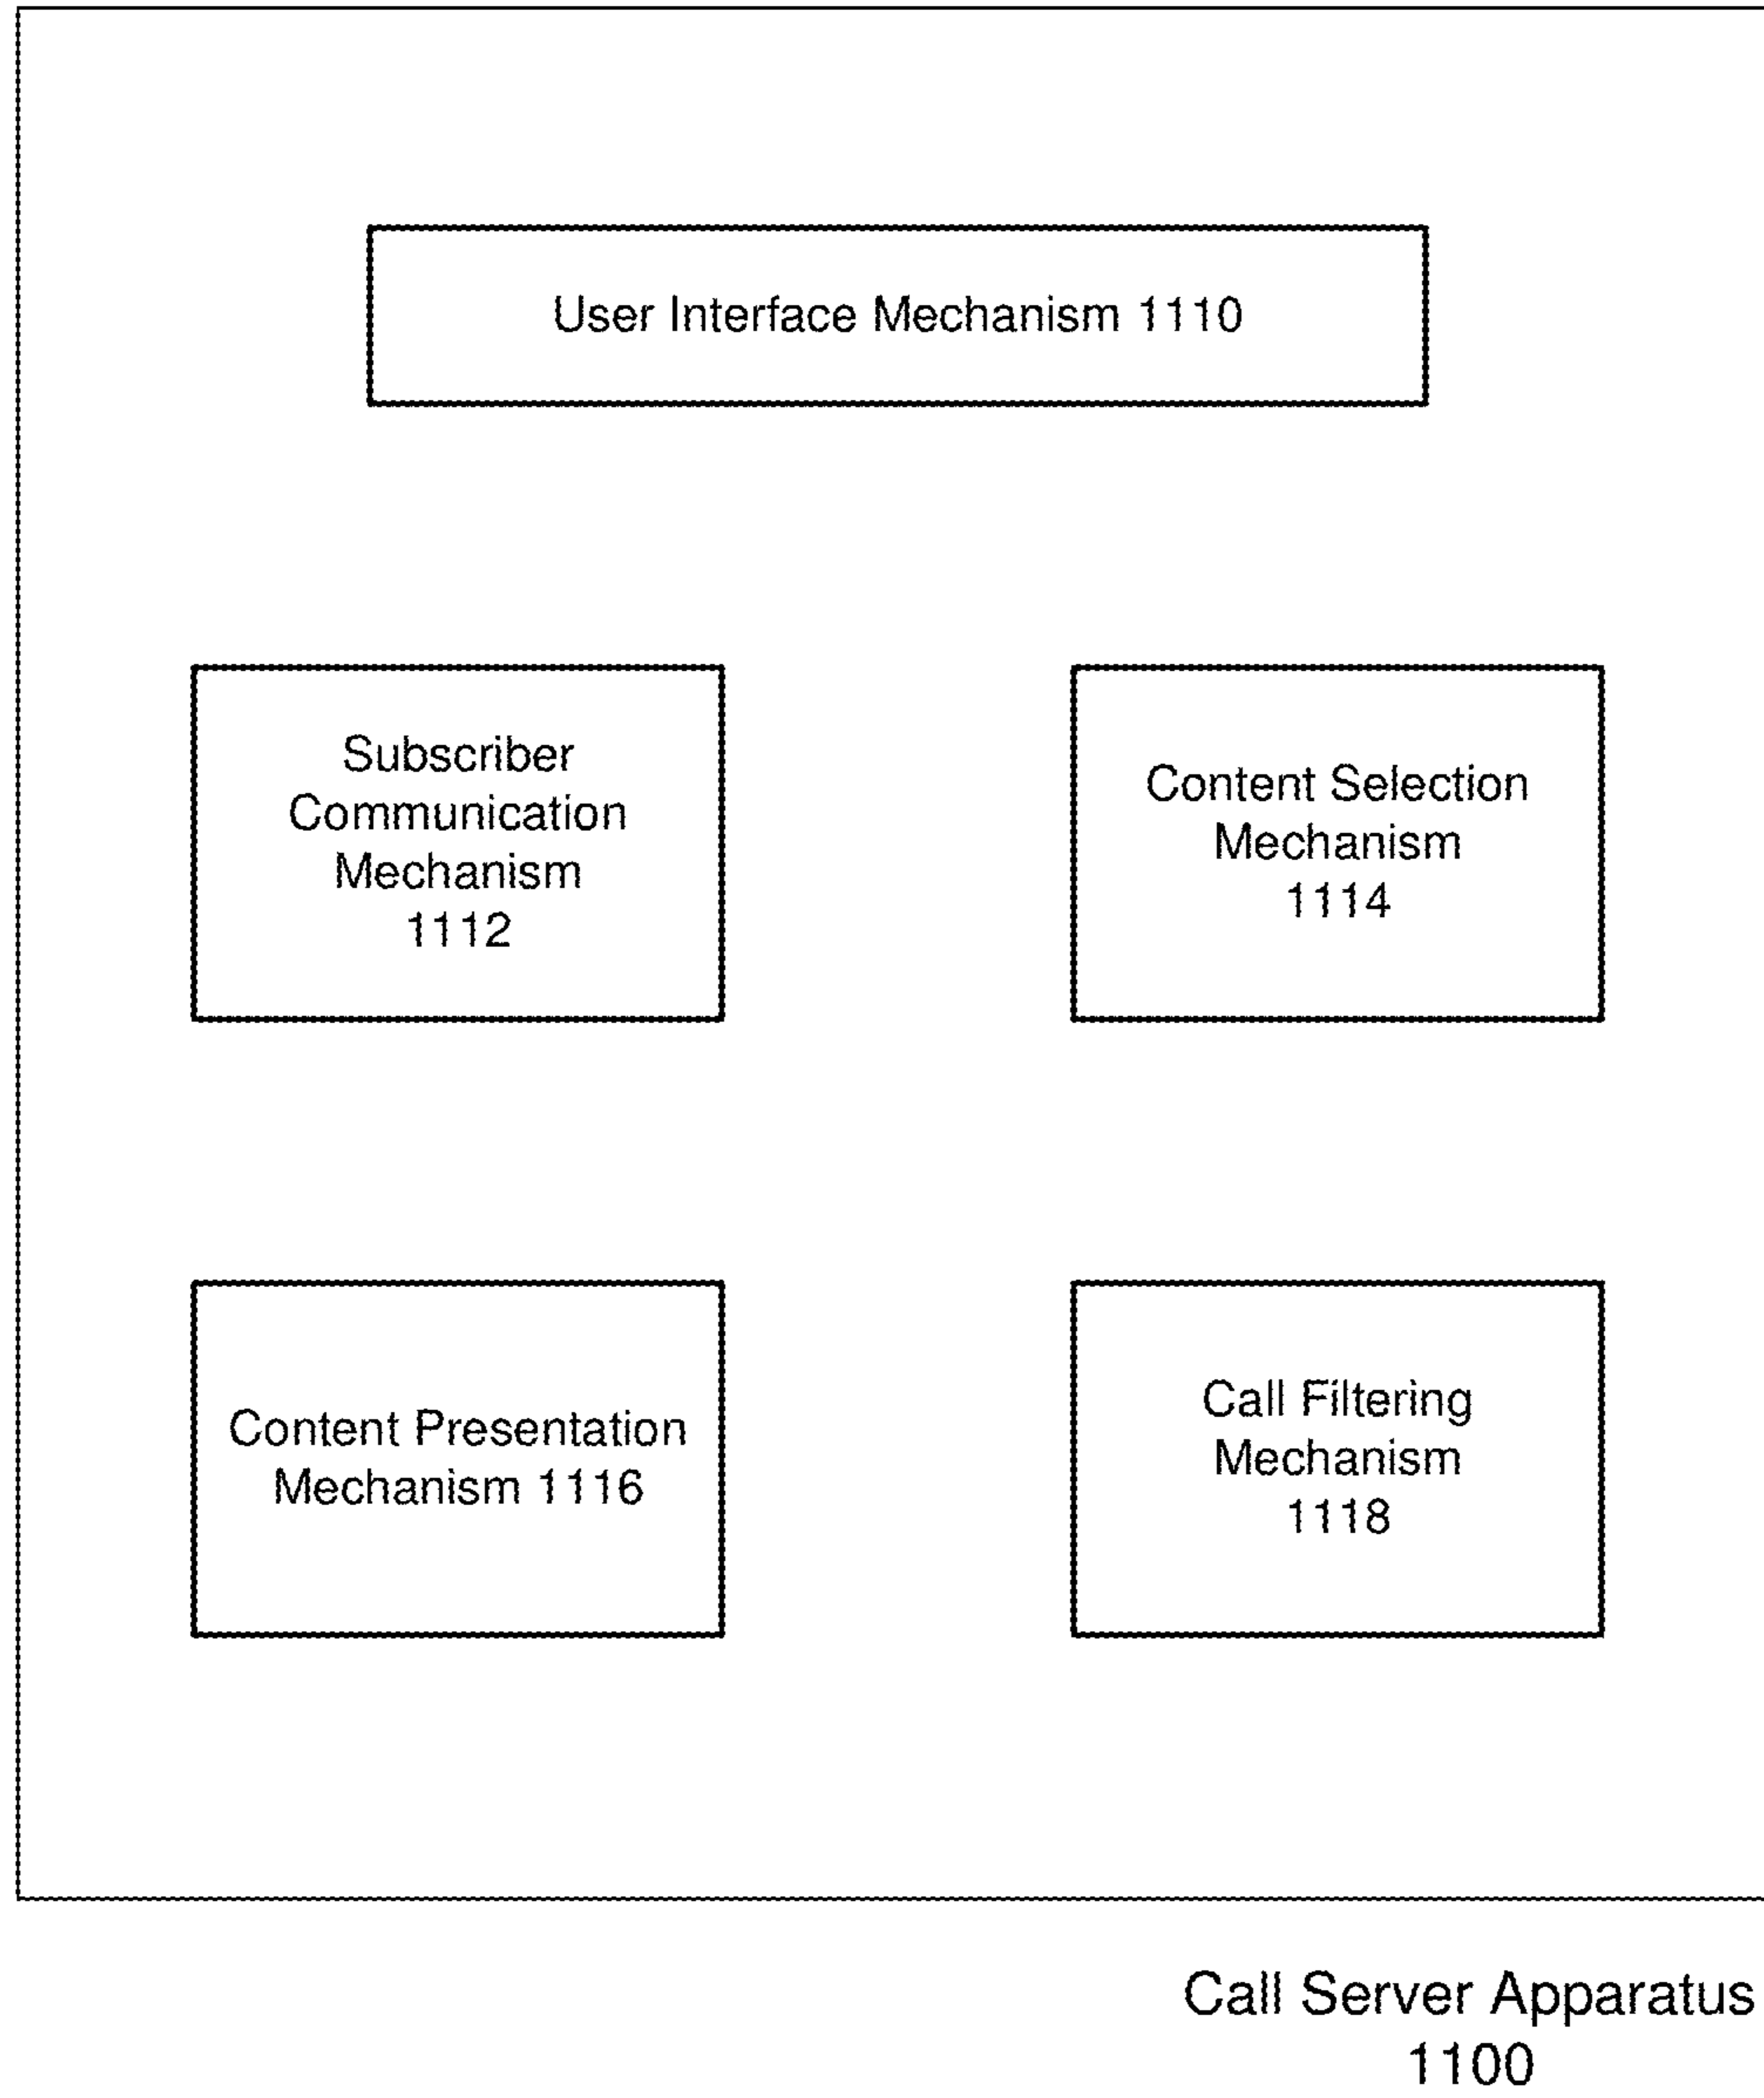 User Interface Mechanism 1110
Subscriber
Communication
Mechanism
1112
Content Selection
Mechanism
1114
Content Presentation
Mechanism 1116
Call Filtering
Mechanism
1118
Call Server Apparatus
1100